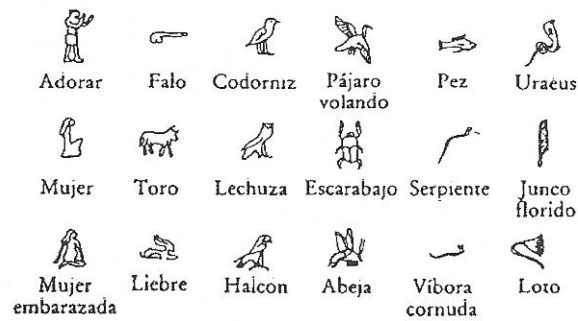 Adorar Falo Codorniz Pájaro volando Pez Uraeus
Mujer Toro Lechuza Escarabajo Serpiente Junco florido
Mujer embarazada Liebre Halcón Abeja Víbora cornuda Loto